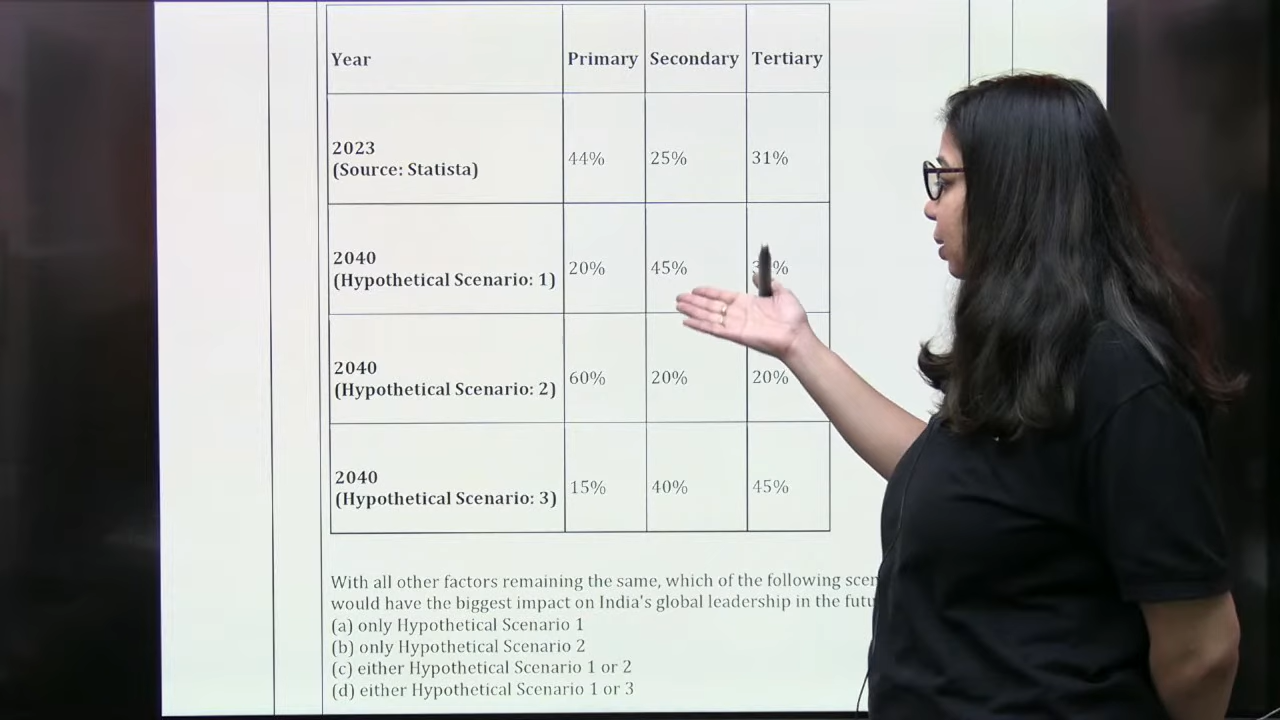 Year Primary Secondary Tertiary
2023
(Source: Statista) 44% 25% 31%
2040
(Hypothetical Scenario: 1) 20% 45%
2040
(Hypothetical Scenario: 2) 60% 20% 20%
2040
(Hypothetical Scenario: 3) 15% 40% 45%
With all other factors remaining the same, which of the following
would have the biggest impact on India's global leadership in the
(a) only Hypothetical Scenario 1
(b) only Hypothetical Scenario 2
(c) either Hypothetical Scenario 1 or 2
(d) either Hypothetical Scenario 1 or 3